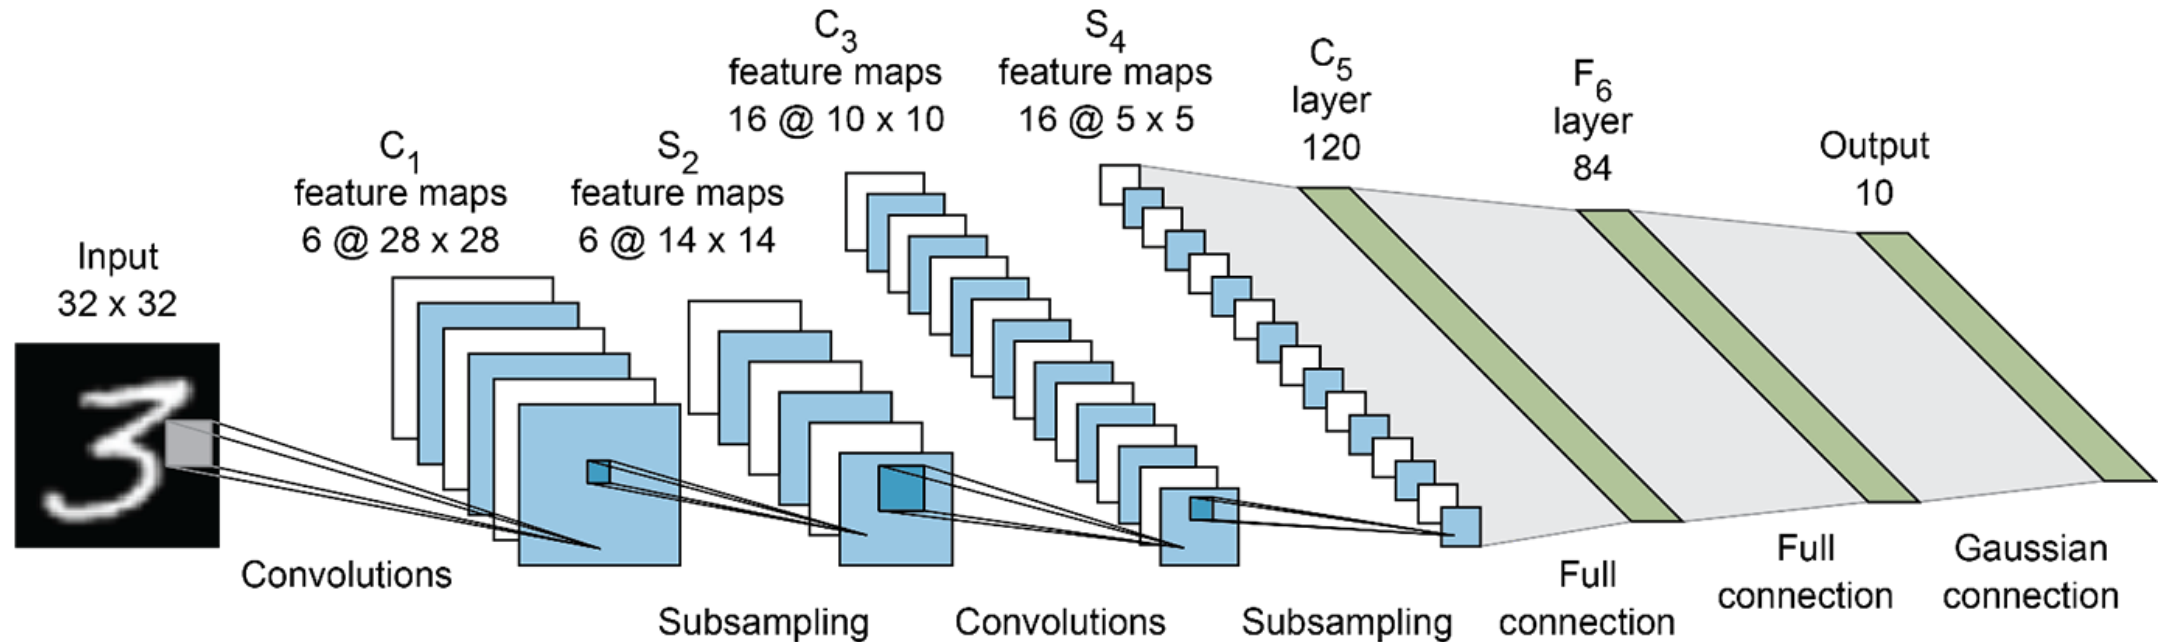 Input
32 x 32
3
C1
feature maps
6 @ 28 x 28
S2
feature maps
6 @ 14 x 14
C3
feature maps
16 @ 10 x 10
S4
feature maps
16 @ 5 x 5
C5
layer
120
F6
layer
84
Output
10
Convolutions
Subsampling
Convolutions
Subsampling
Full
connection
Full
connection
Gaussian
connection